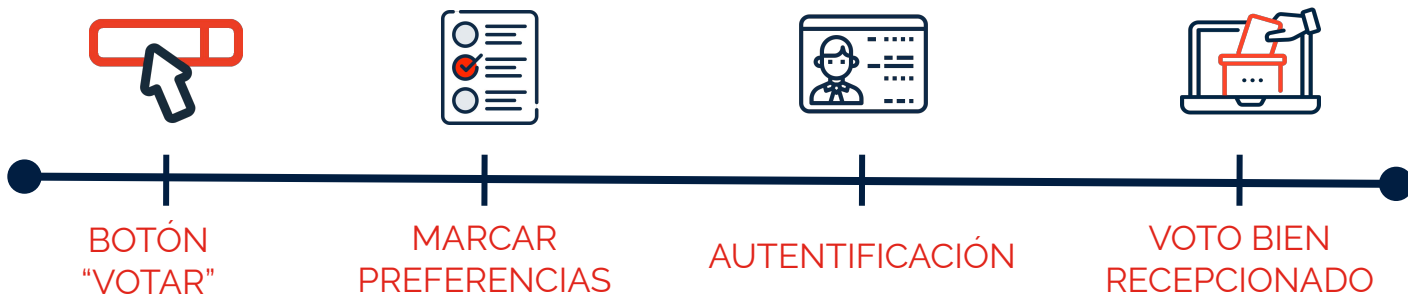 BOTÓN
“VOTAR”
MARCAR
PREFERENCIAS
AUTENTIFICACIÓN
VOTO BIEN
RECEPCIONADO